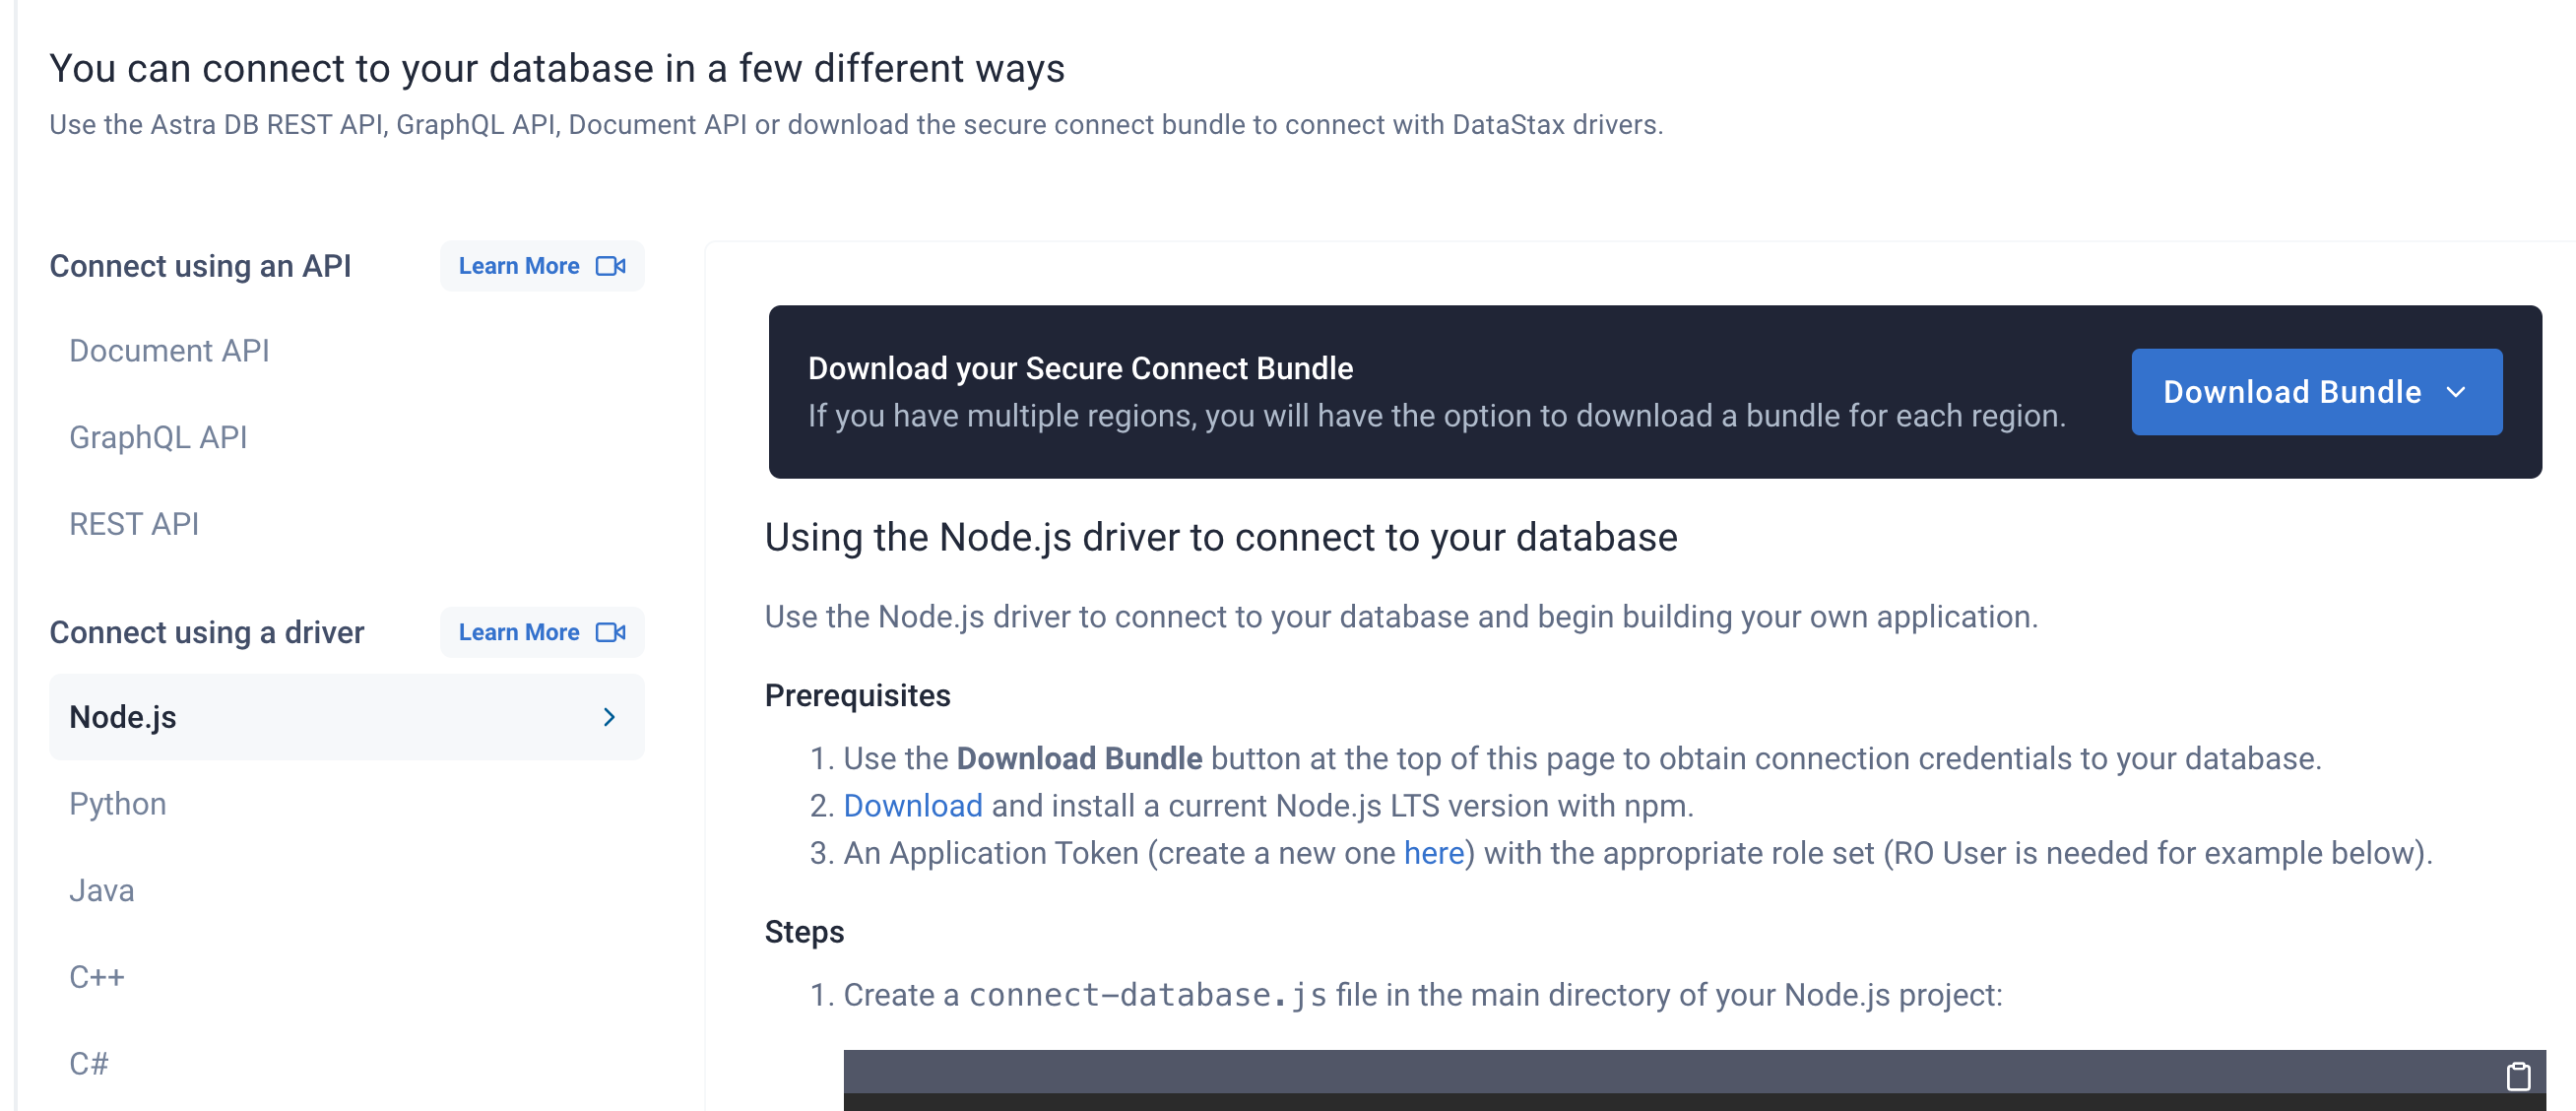 You can connect to your database in a few different ways
Use the Astra DB REST API, GraphQL API, Document API or download the secure connect bundle to connect with DataStax drivers.
Connect using an API
Learn More
Document API
GraphQL API
REST API
Connect using a driver
Learn More
Node.js
Python
Java
C++
C#
Download your Secure Connect Bundle
If you have multiple regions, you will have the option to download a bundle for each region.
Download Bundle
Using the Node.js driver to connect to your database
Use the Node.js driver to connect to your database and begin building your own application.
Prerequisites
1. Use the Download Bundle button at the top of this page to obtain connection credentials to your database.
2. Download and install a current Node.js LTS version with npm.
3. An Application Token (create a new one here) with the appropriate role set (RO User is needed for example below).
Steps
1. Create a connect-database.js file in the main directory of your Node.js project: